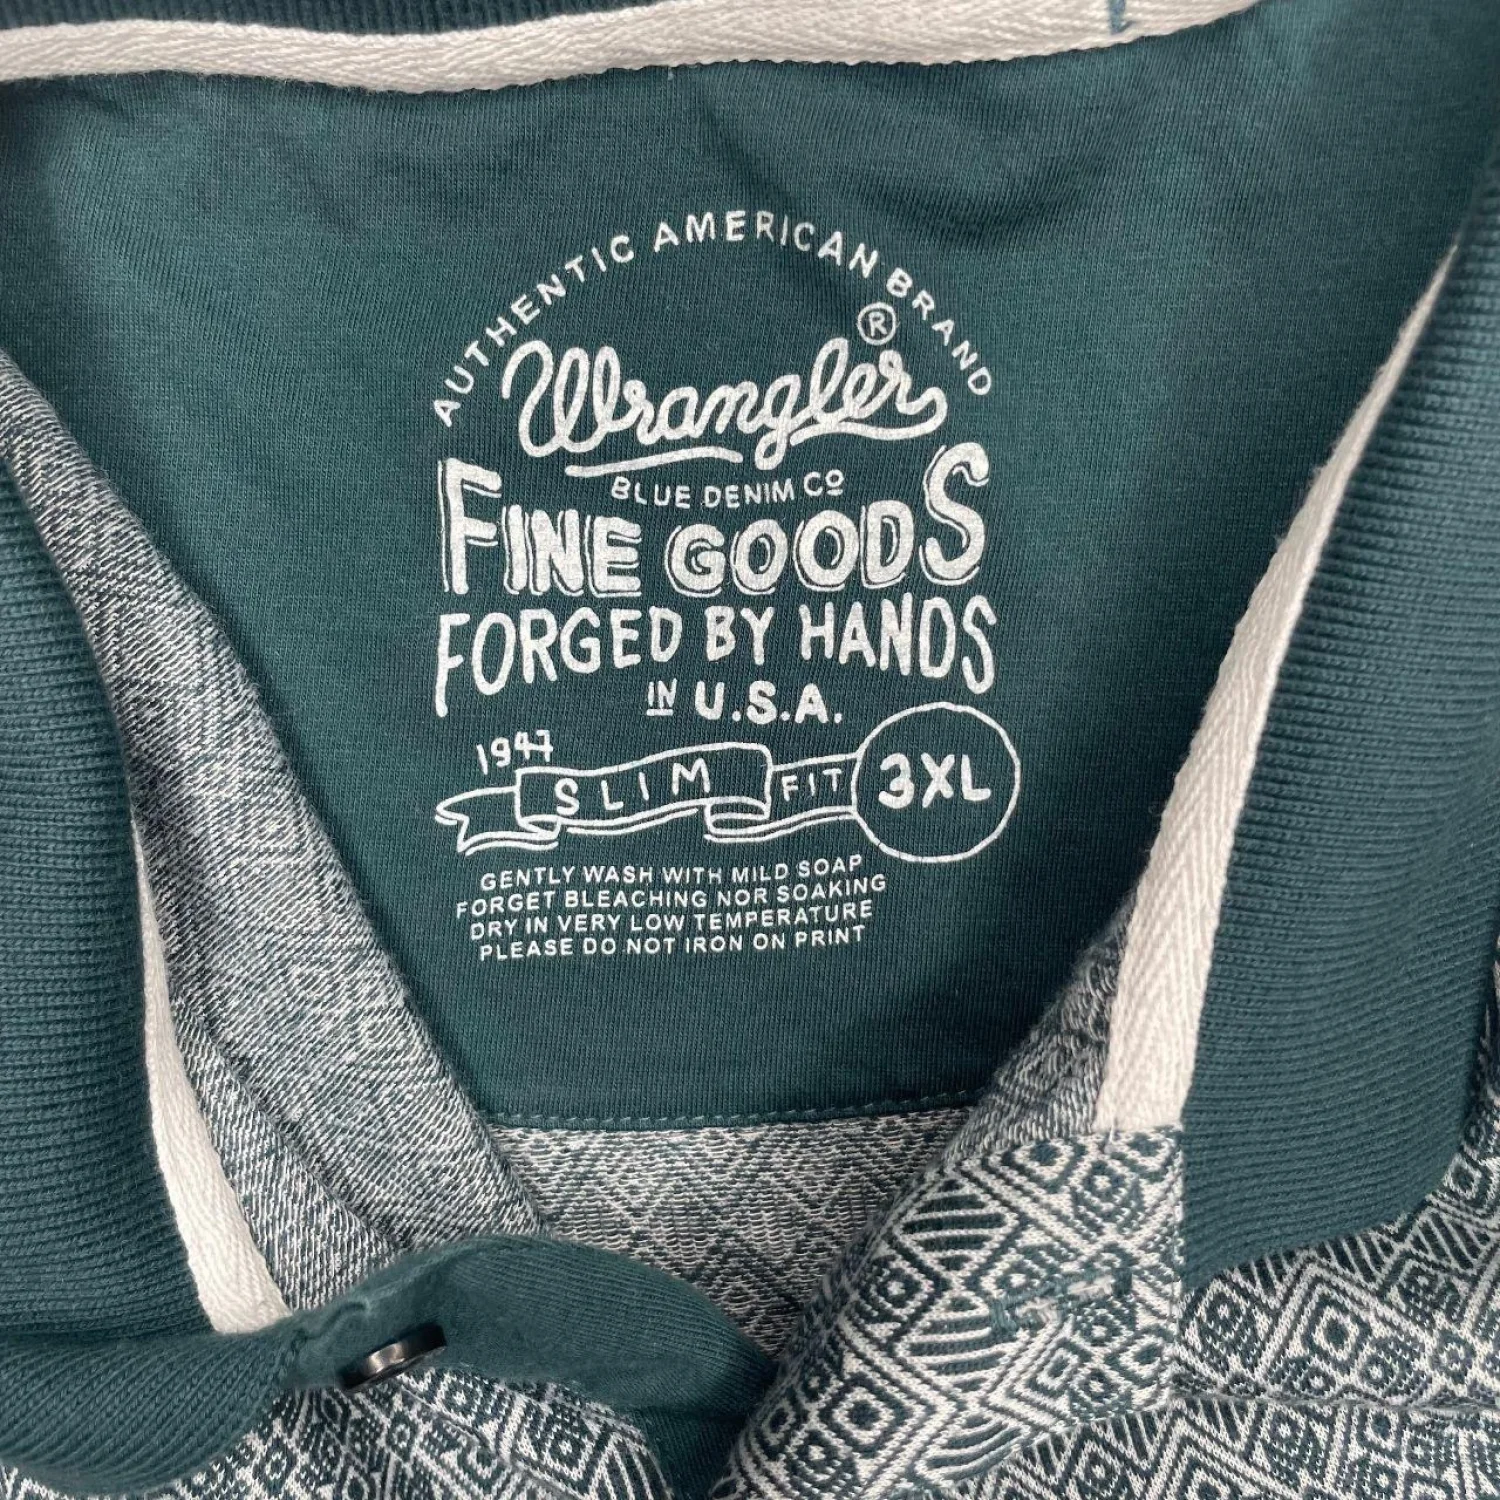 AUTHENTIC AMERICAN BRAND
Wrangler®
BLUE DENIM Cº
FINE GOODS
FORGED BY HANDS
IN U.S.A.
1947
SLIM FIT 3XL
GENTLY WASH WITH MILD SOAP
FORGET BLEACHING NOR SOAKING
DRY IN VERY LOW TEMPERATURE
PLEASE DO NOT IRON ON PRINT